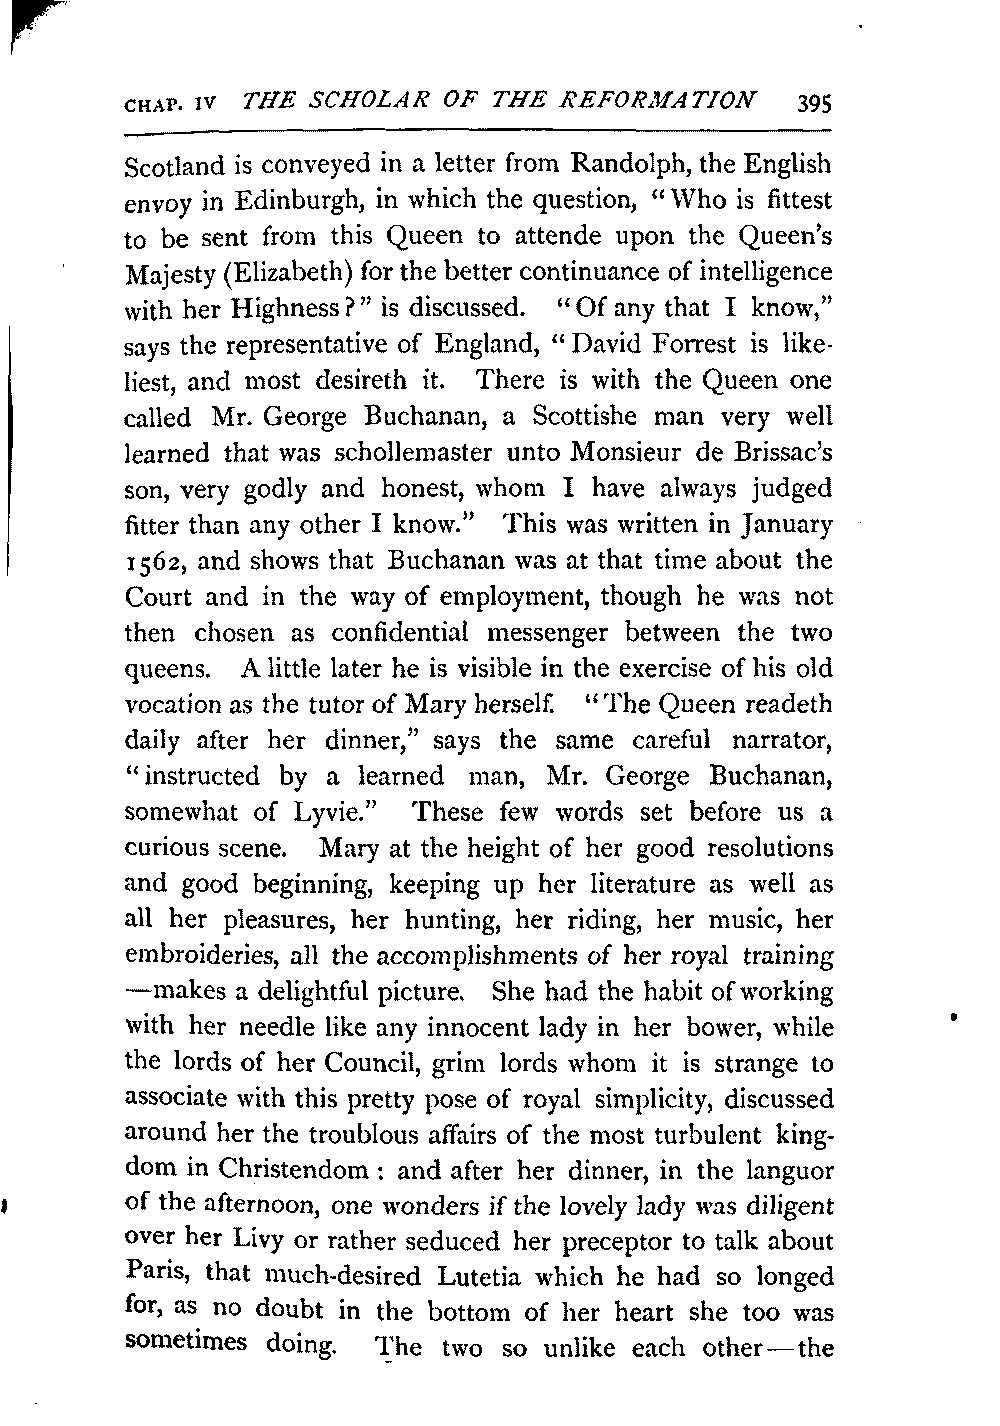 CHAP. IV THE SCHOLAR OF THE REFORMATION 395
Scotland is conveyed in a letter from Randolph, the English
envoy in Edinburgh, in which the question, “Who is fittest
to be sent from this Queen to attende upon the Queen’s
Majesty (Elizabeth) for the better continuance of intelligence
with her Highness?” is discussed. “Of any that I know,”
says the representative of England, “David Forrest is like-
liest, and most desireth it. There is with the Queen one
called Mr. George Buchanan, a Scottishe man very well
learned that was schollemaster unto Monsieur de Brissac’s
son, very godly and honest, whom I have always judged
fitter than any other I know.” This was written in January
1562, and shows that Buchanan was at that time about the
Court and in the way of employment, though he was not
then chosen as confidential messenger between the two
queens. A little later he is visible in the exercise of his old
vocation as the tutor of Mary herself. “The Queen readeth
daily after her dinner,” says the same careful narrator,
“instructed by a learned man, Mr. George Buchanan,
somewhat of Lyvie.” These few words set before us a
curious scene. Mary at the height of her good resolutions
and good beginning, keeping up her literature as well as
all her pleasures, her hunting, her riding, her music, her
embroideries, all the accomplishments of her royal training
—makes a delightful picture. She had the habit of working
with her needle like any innocent lady in her bower, while
the lords of her Council, grim lords whom it is strange to
associate with this pretty pose of royal simplicity, discussed
around her the troublous affairs of the most turbulent king-
dom in Christendom : and after her dinner, in the languor
of the afternoon, one wonders if the lovely lady was diligent
over her Livy or rather seduced her preceptor to talk about
Paris, that much-desired Lutetia which he had so longed
for, as no doubt in the bottom of her heart she too was
sometimes doing. The two so unlike each other—the